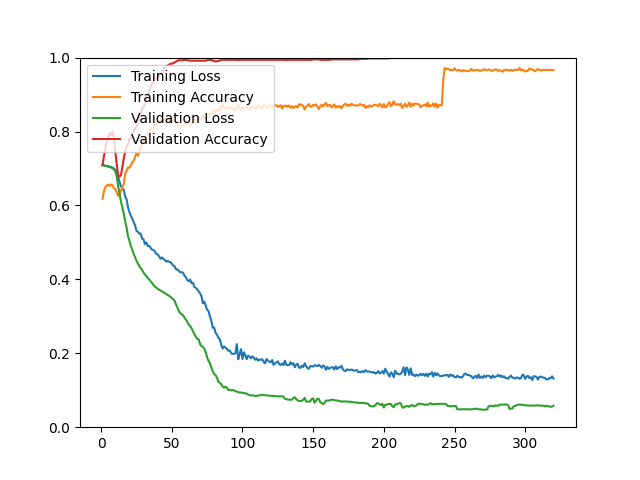 1.0
0.8
0.6
0.4
0.2
0.0
Training Loss
Training Accuracy
Validation Loss
Validation Accuracy
0 50 100 150 200 250 300